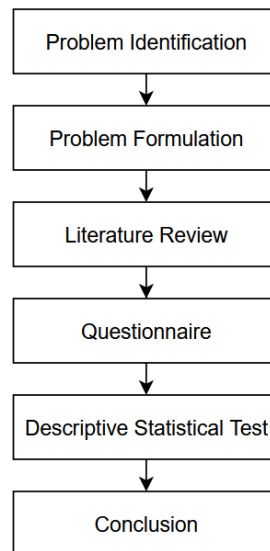 Problem Identification
Problem Formulation
Literature Review
Questionnaire
Descriptive Statistical Test
Conclusion